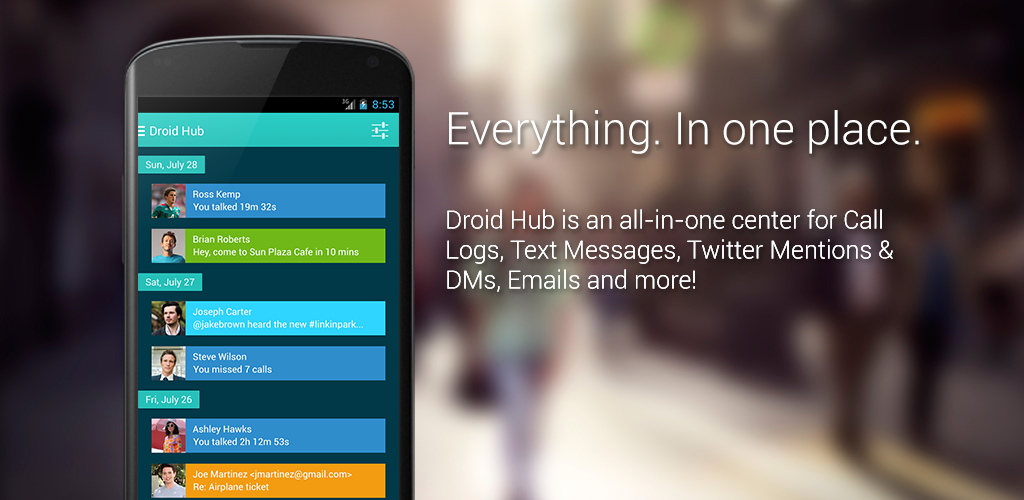 3G 8:53
Droid Hub
Sun, July 28
Ross Kemp
You talked 19m 32s
Brian Roberts
Hey, come to Sun Plaza Cafe in 10 mins
Sat, July 27
Joseph Carter
@jakebrown heard the new #linkinpark...
Steve Wilson
You missed 7 calls
Fri, July 26
Ashley Hawks
You talked 2h 12m 53s
Joe Martinez <jmartinez@gmail.com>
Re: Airplane ticket
Everything. In one place.
Droid Hub is an all-in-one center for Call
Logs, Text Messages, Twitter Mentions &
DMs, Emails and more!